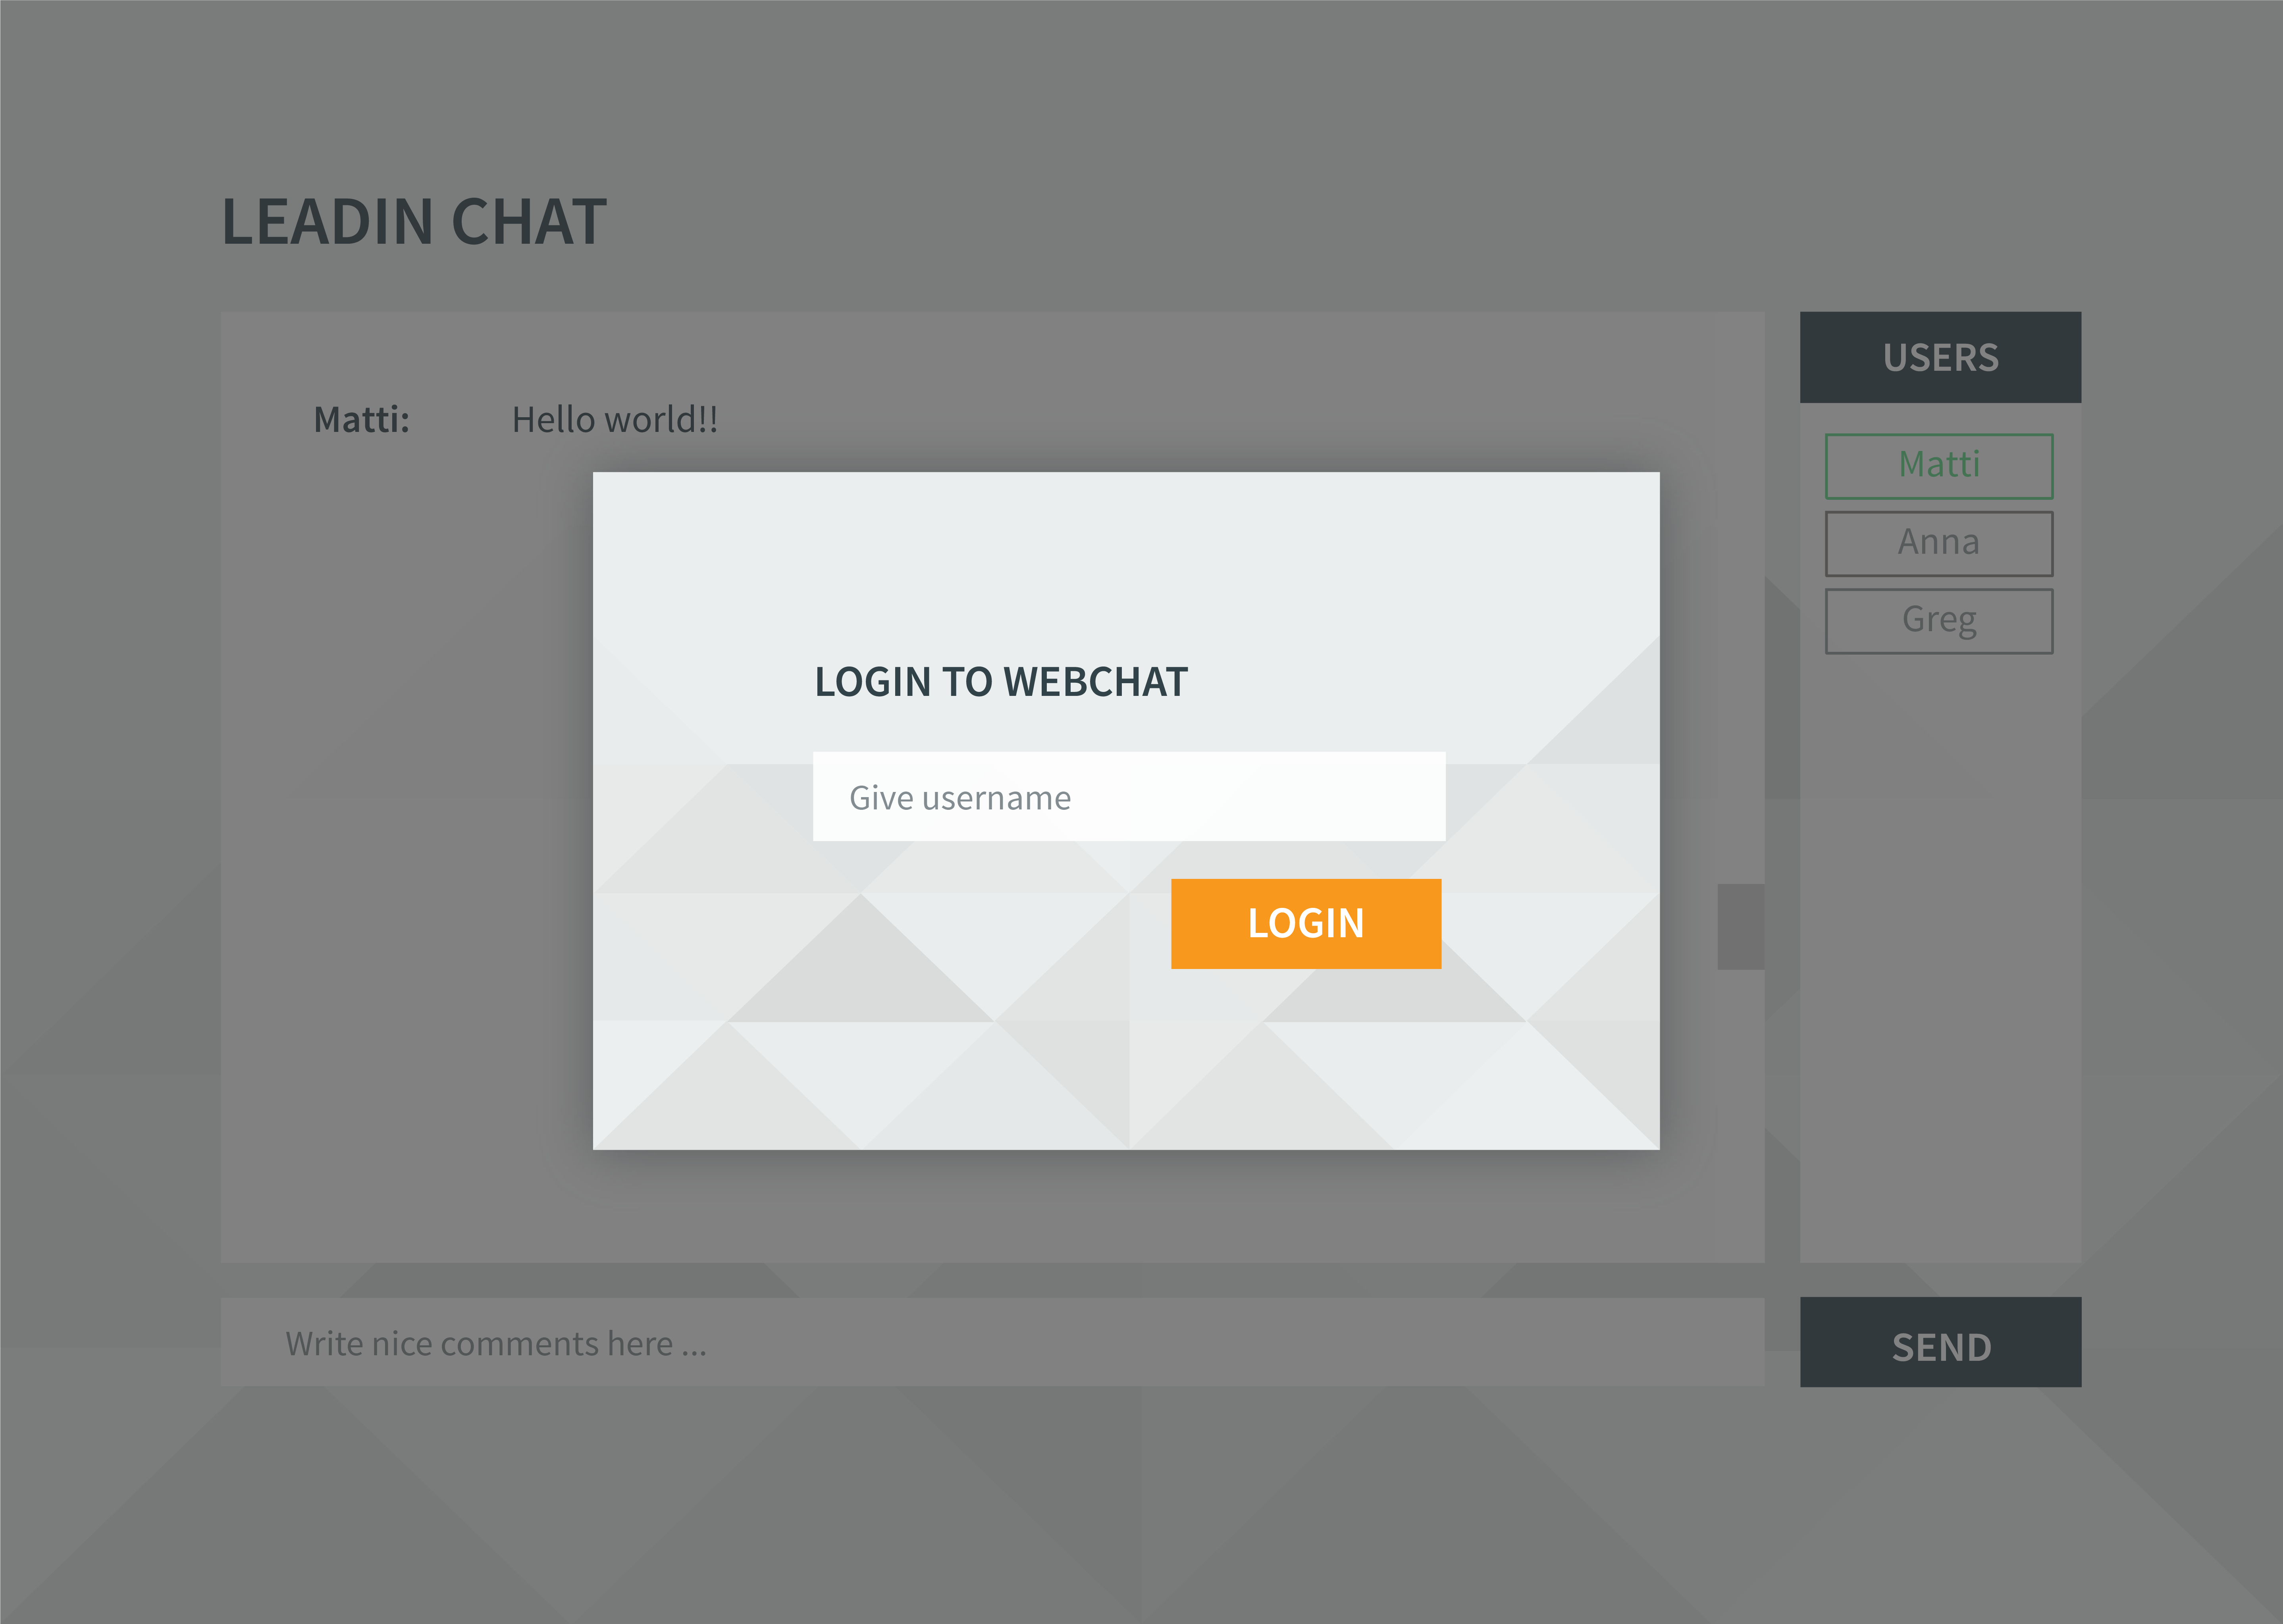 LEADIN CHAT
USERS
Matti: Hello world!!
Matti
Anna
Greg
LOGIN TO WEBCHAT
Give username
LOGIN
Write nice comments here ...
SEND